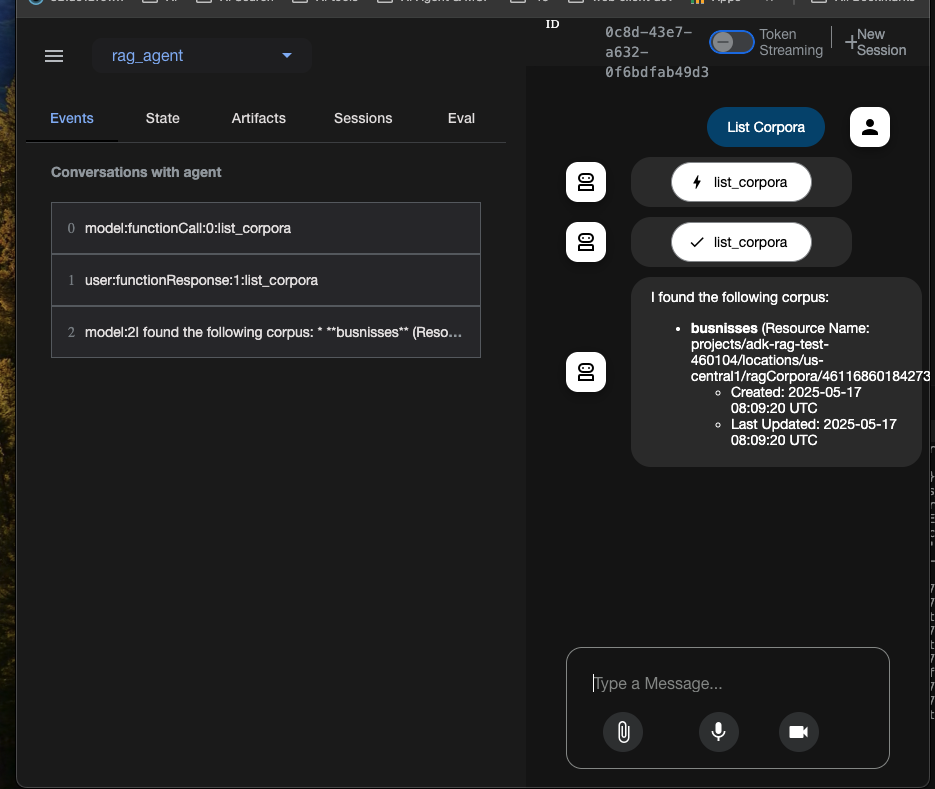 ID
0c8d-43e7-
a632-
0f6bdfab49d3
Token
Streaming
New
Session
rag_agent
Events
State
Artifacts
Sessions
Eval
Conversations with agent
0 model:functionCall:0:list_corpora
1 user:functionResponse:1:list_corpora
2 model:2I found the following corpus: * **busnisses** (Reso...
List Corpora
list_corpora
list_corpora
I found the following corpus:
• busnisses (Resource Name:
projects/adk-rag-test-
460104/locations/us-
central1/ragCorpora/46116860184273
Created: 2025-05-17
08:09:20 UTC
Last Updated: 2025-05-17
08:09:20 UTC
Type a Message...